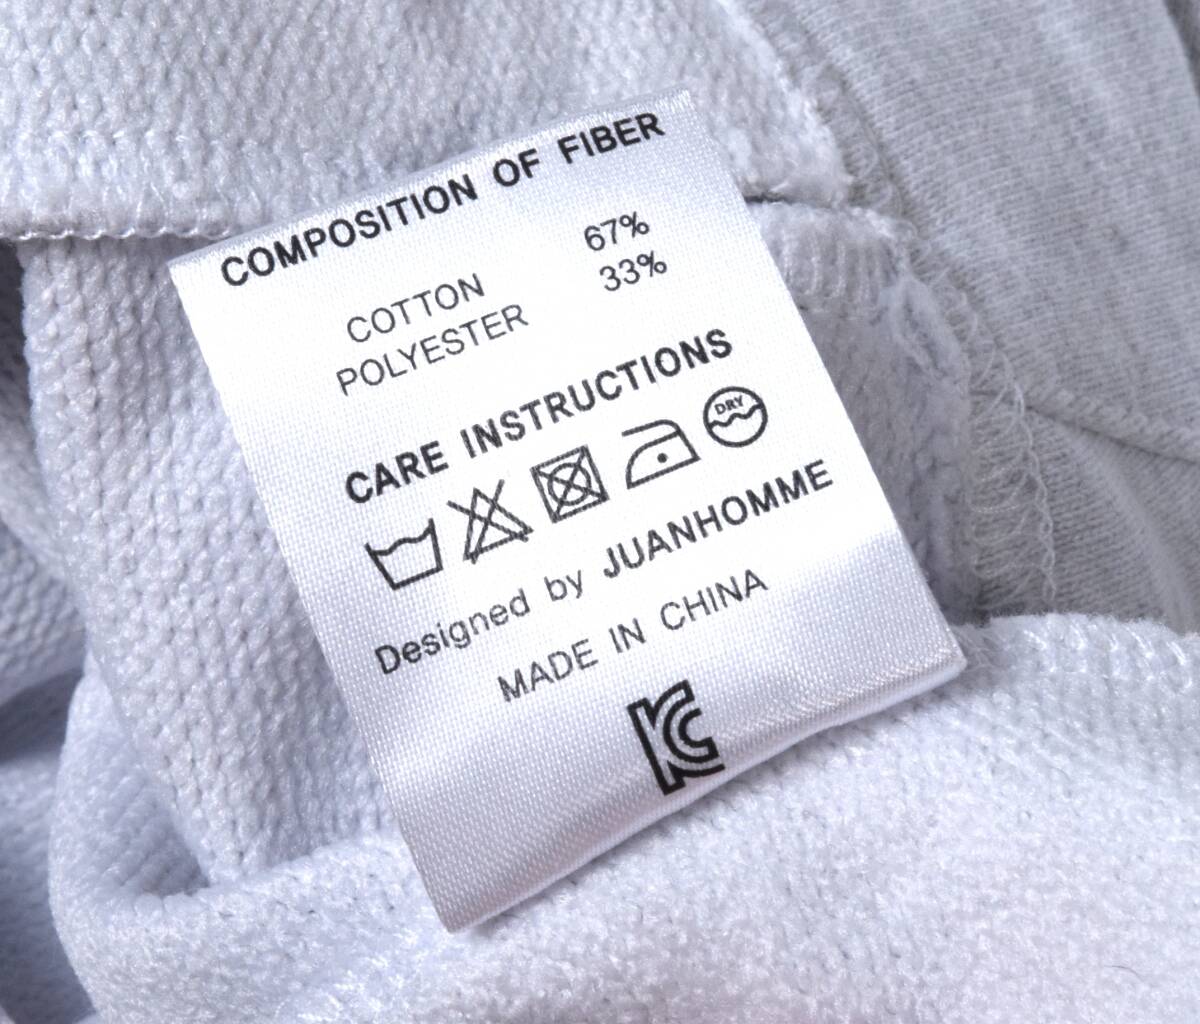 COMPOSITION OF FIBER
COTTON 67%
POLYESTER 33%
CARE INSTRUCTIONS
DRY
Designed by JUANHOMME
MADE IN CHINA
KC